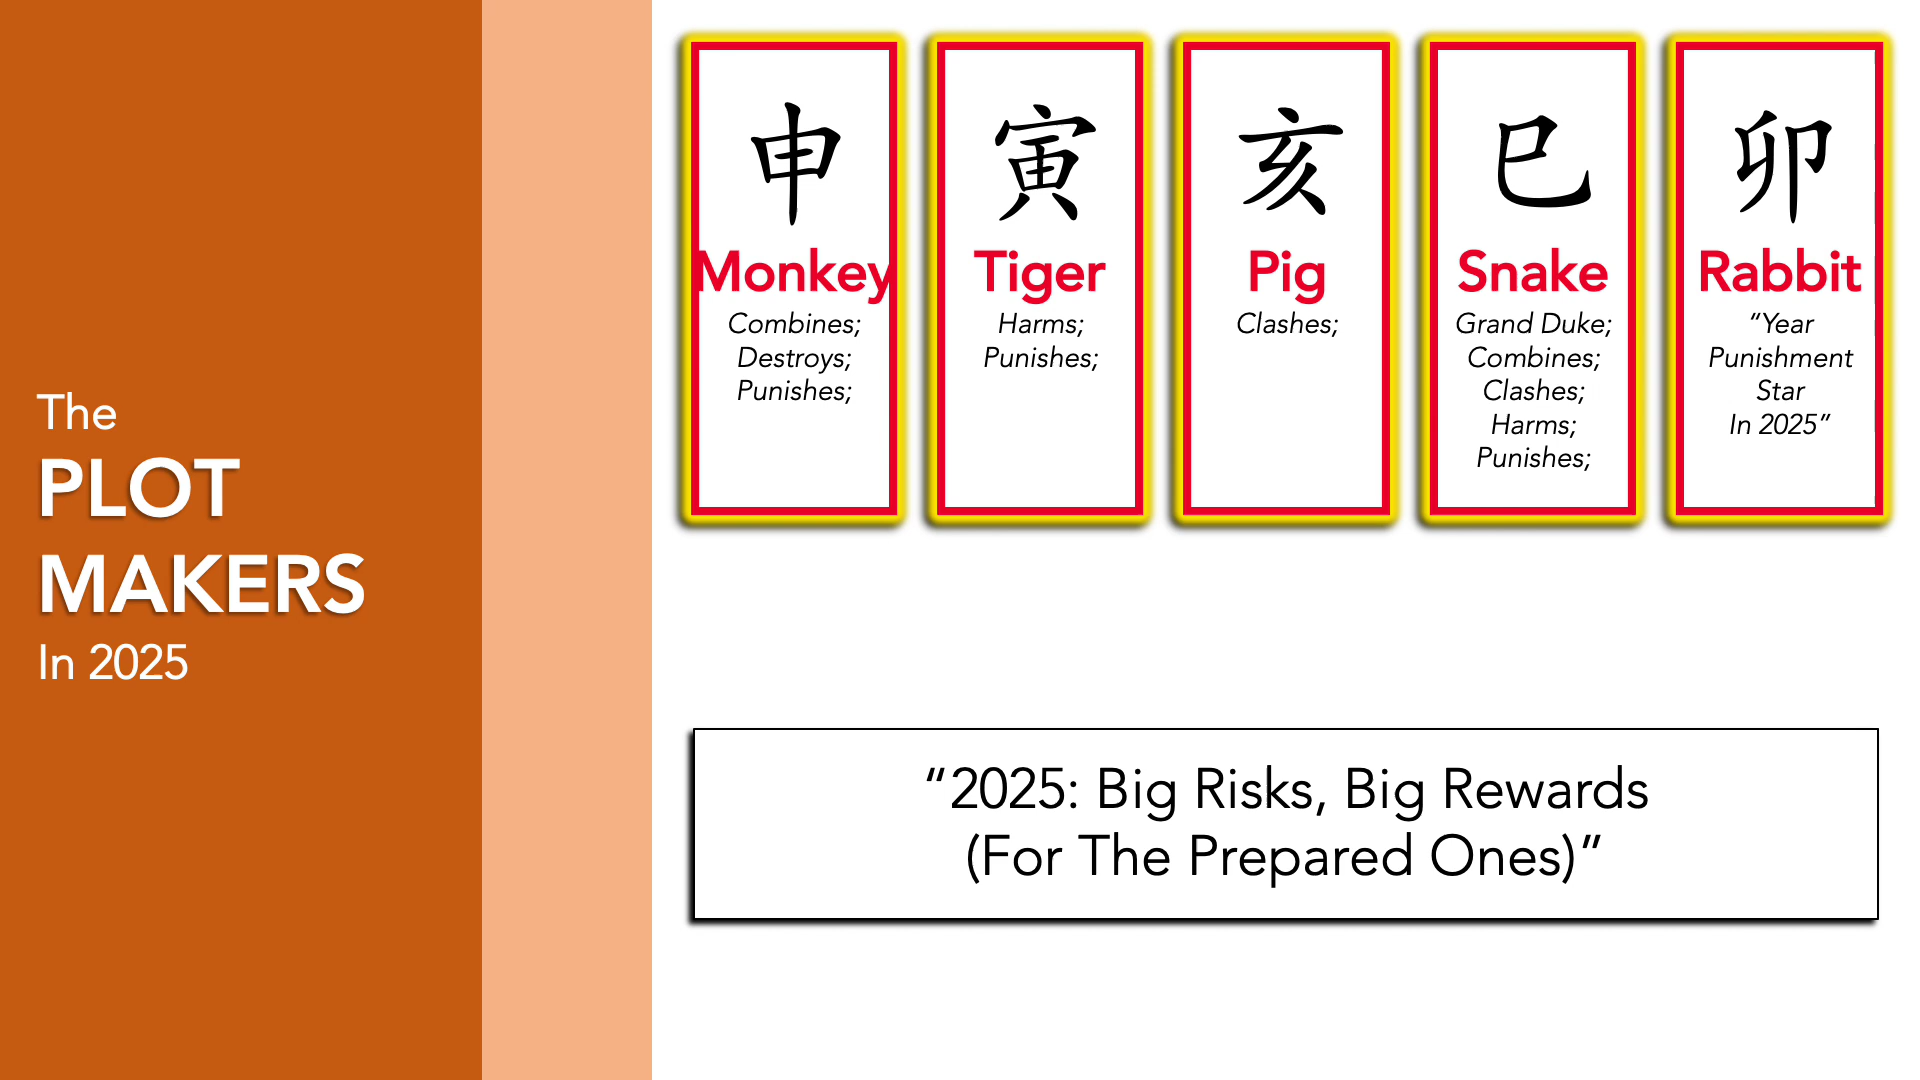 The
PLOT
MAKERS
In 2025
申
Monkey
Combines;
Destroys;
Punishes;
寅
Tiger
Harms;
Punishes;
亥
Pig
Clashes;
巳
Snake
Grand Duke;
Combines;
Clashes;
Harms;
Punishes;
卯
Rabbit
“Year
Punishment
Star
In 2025”
“2025: Big Risks, Big Rewards
(For The Prepared Ones)”